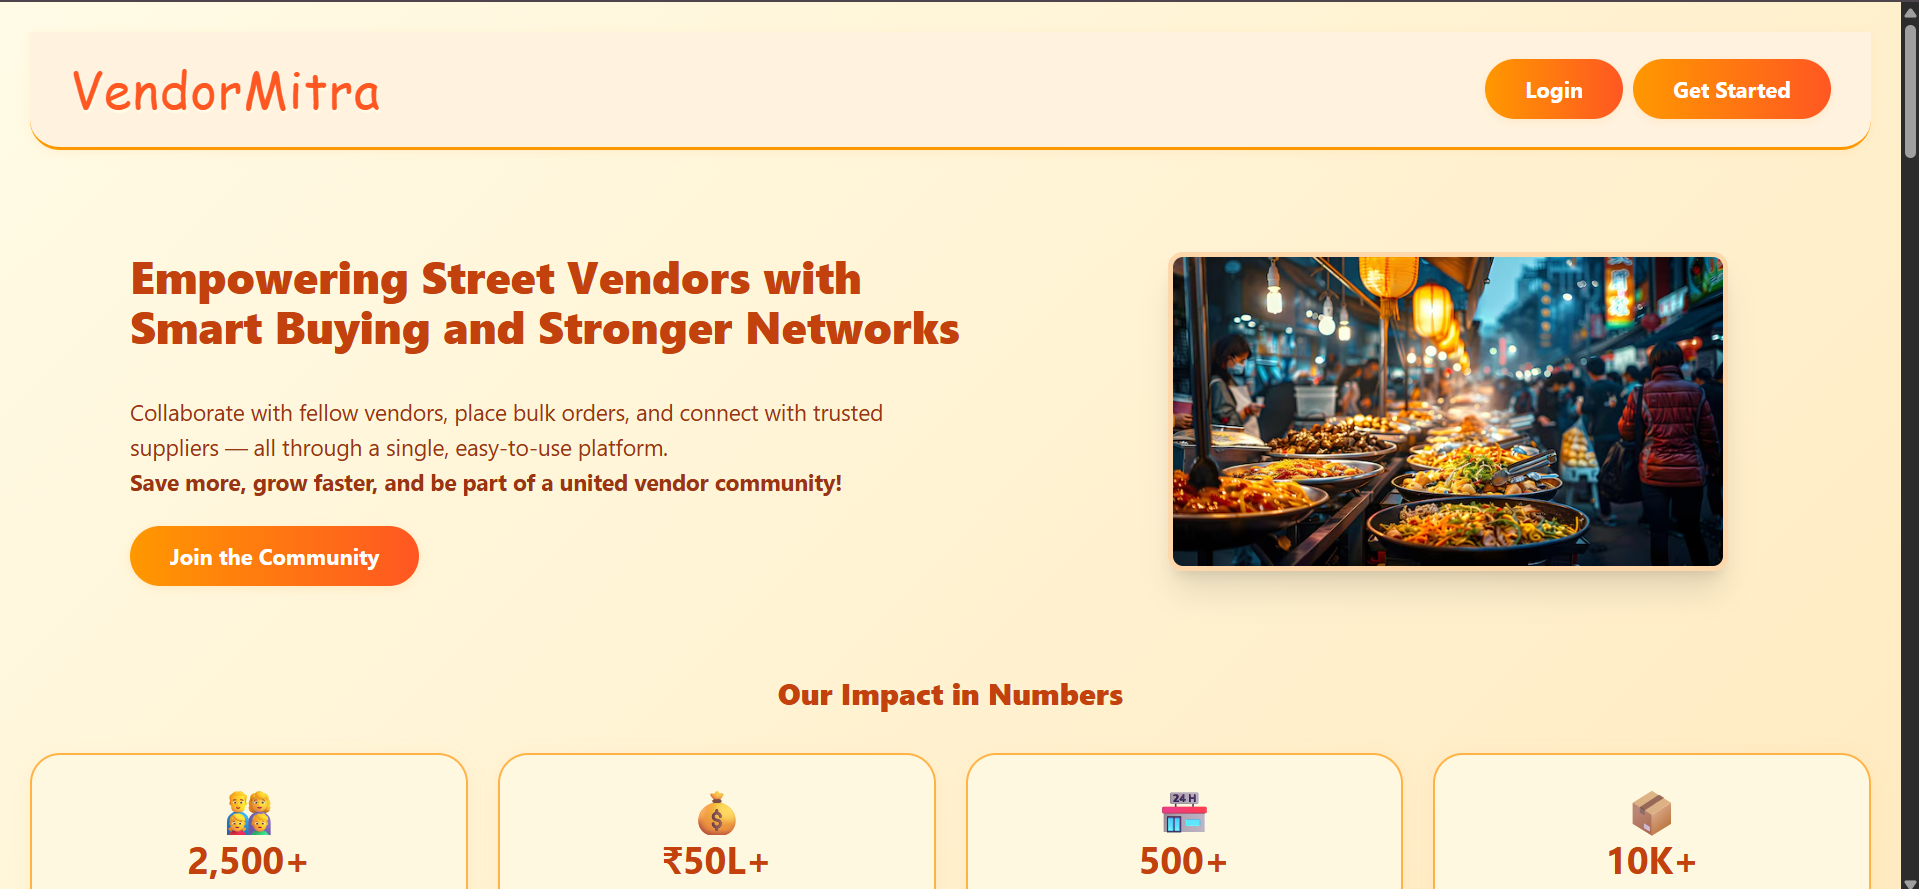 VendorMitra
Login
Get Started
Empowering Street Vendors with
Smart Buying and Stronger Networks
Collaborate with fellow vendors, place bulk orders, and connect with trusted
suppliers — all through a single, easy-to-use platform.
Save more, grow faster, and be part of a united vendor community!
Join the Community
Our Impact in Numbers
24 H
2,500+
₹50L+
500+
10K+